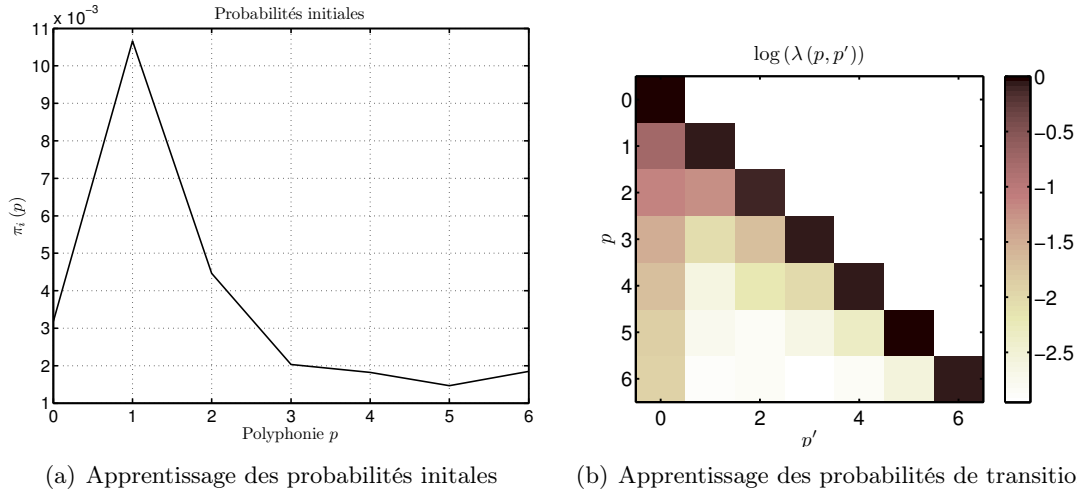 x 10⁻³
Probabilités initiales
11
10
9
8
7
6
5
4
3
2
1
πᵢ (p)
0 1 2 3 4 5 6
Polyphonie p
(a) Apprentissage des probabilités initales
log (λ (p, p′))
0
1
2
3
4
5
6
p
0 2 4 6
p′
0
−0.5
−1
−1.5
−2
−2.5
(b) Apprentissage des probabilités de transitio